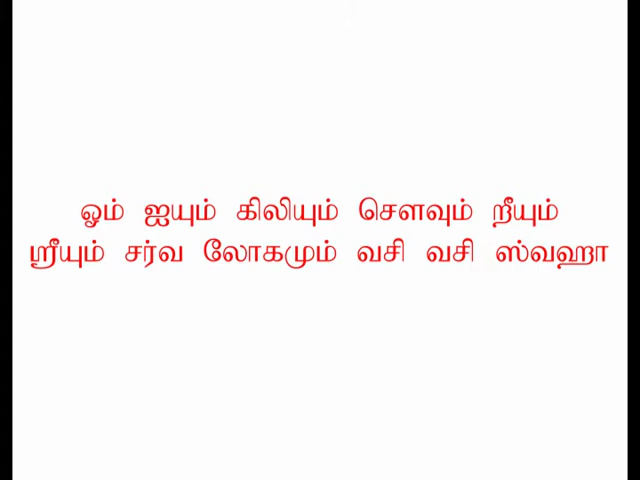 ஓம் ஐயும் கிலியும் சௌவும் றீயும்
ஸ்ரீயும் சர்வ லோகமும் வசி வசி ஸ்வஹா